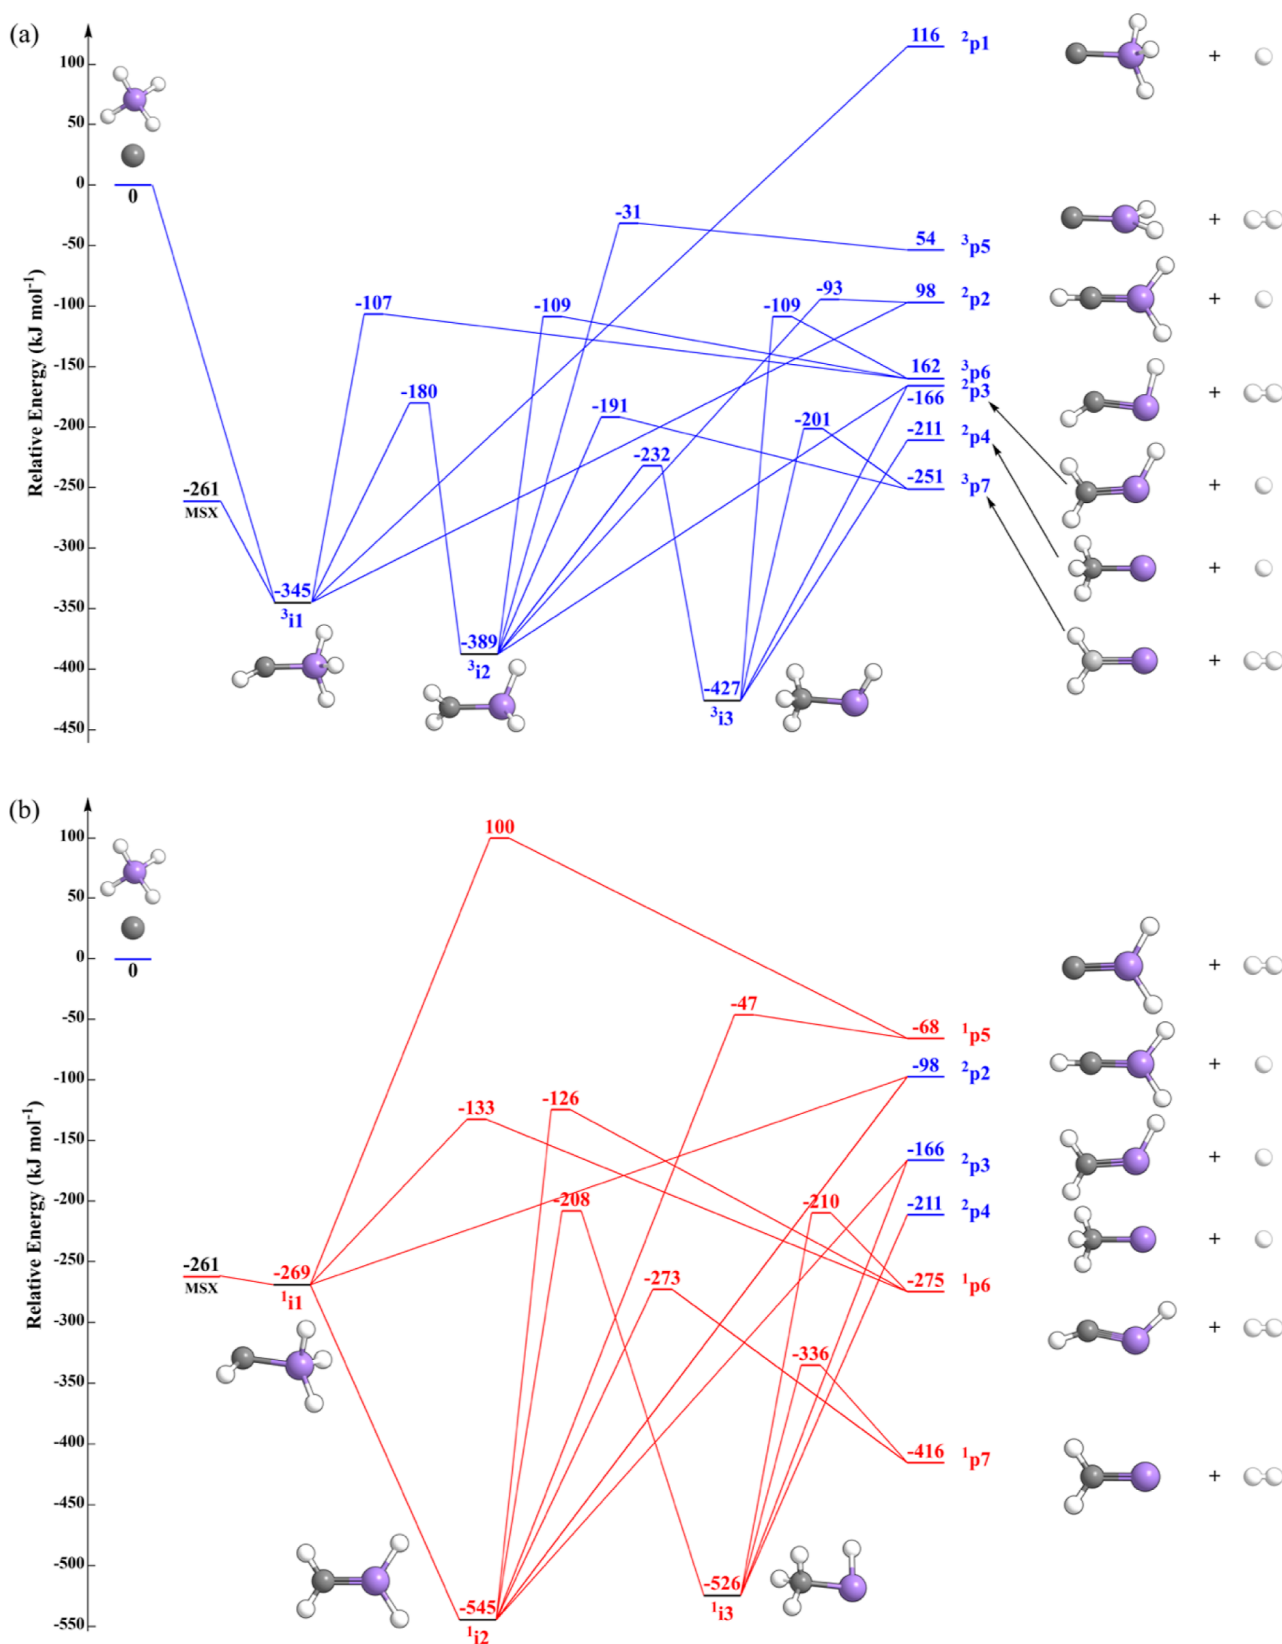 (a)
Relative Energy (kJ mol⁻¹)
100
50
0
-50
-100
-150
-200
-250
-300
-350
-400
-450
0
-261
MSX
-345
³i1
-107
-180
-389
³i2
-109
-31
-191
-232
-427
³i3
-109
-93
-201
116 ²p1
54 ³p5
98 ²p2
162 ³p6
-166 ²p3
-211 ²p4
-251 ³p7
+
+
+
+
+
+
+
(b)
Relative Energy (kJ mol⁻¹)
100
50
0
-50
-100
-150
-200
-250
-300
-350
-400
-450
-500
-550
0
-261
MSX
-269
¹i1
100
-133
-126
-208
-545
¹i2
-47
-273
-526
¹i3
-210
-336
-68 ¹p5
-98 ²p2
-166 ²p3
-211 ²p4
-275 ¹p6
-416 ¹p7
+
+
+
+
+
+